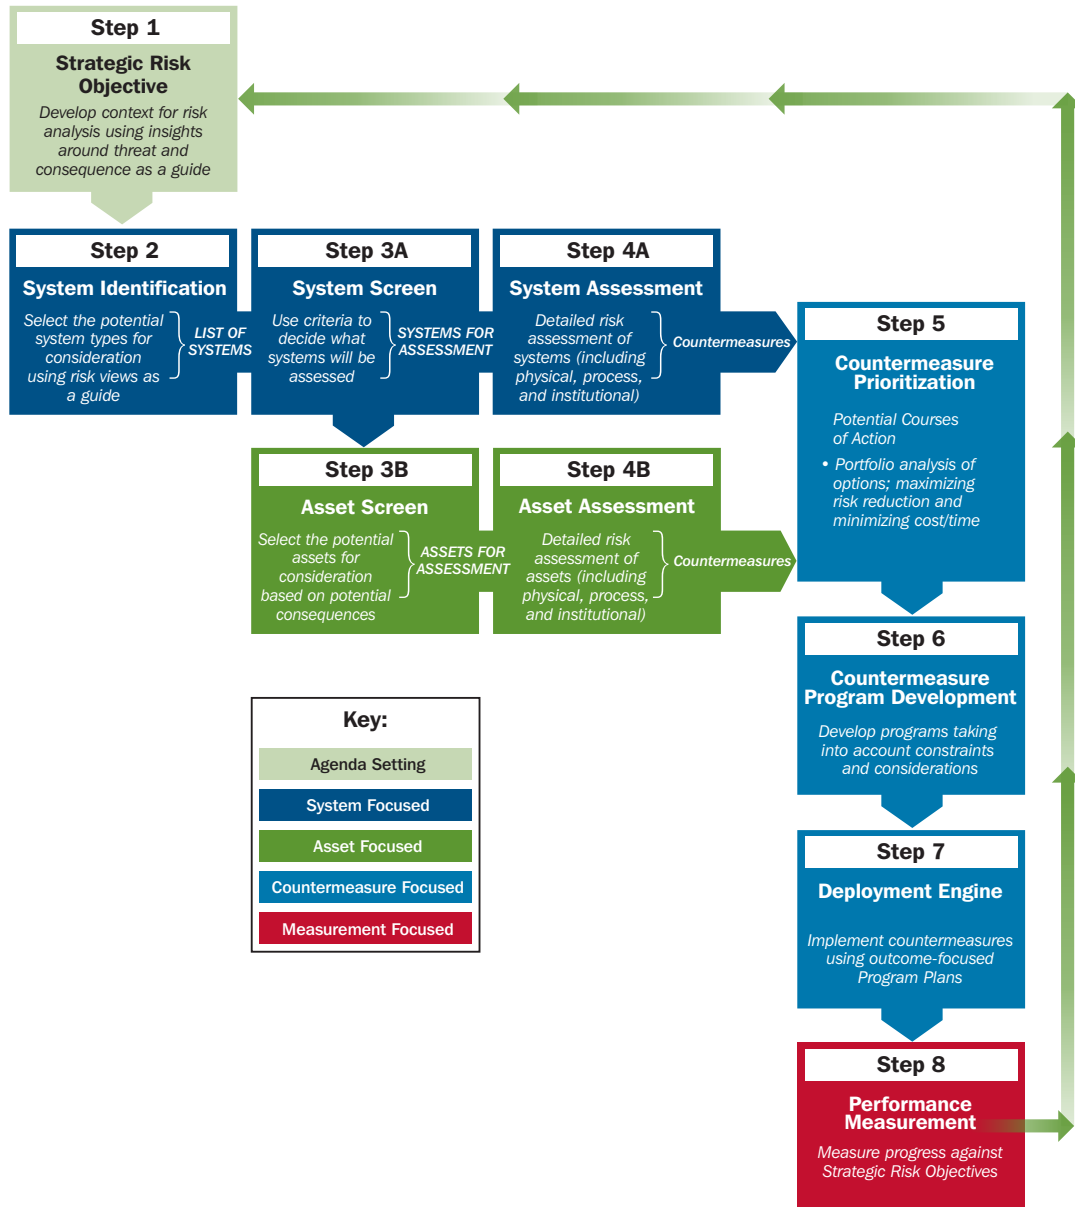 Step 1
Strategic Risk
Objective
Develop context for risk
analysis using insights
around threat and
consequence as a guide
Step 2
System Identification
Select the potential
system types for
consideration
using risk views as
a guide
LIST OF
SYSTEMS
Step 3A
System Screen
Use criteria to
decide what
systems will be
assessed
SYSTEMS FOR
ASSESSMENT
Step 4A
System Assessment
Detailed risk
assessment of
systems (including
physical, process,
and institutional)
Countermeasures
Step 3B
Asset Screen
Select the potential
assets for
consideration
based on potential
consequences
ASSETS FOR
ASSESSMENT
Step 4B
Asset Assessment
Detailed risk
assessment of
assets (including
physical, process,
and institutional)
Countermeasures
Step 5
Countermeasure
Prioritization
Potential Courses
of Action
• Portfolio analysis of
options; maximizing
risk reduction and
minimizing cost/time
Step 6
Countermeasure
Program Development
Develop programs taking
into account constraints
and considerations
Step 7
Deployment Engine
Implement countermeasures
using outcome-focused
Program Plans
Step 8
Performance
Measurement
Measure progress against
Strategic Risk Objectives
Key:
Agenda Setting
System Focused
Asset Focused
Countermeasure Focused
Measurement Focused